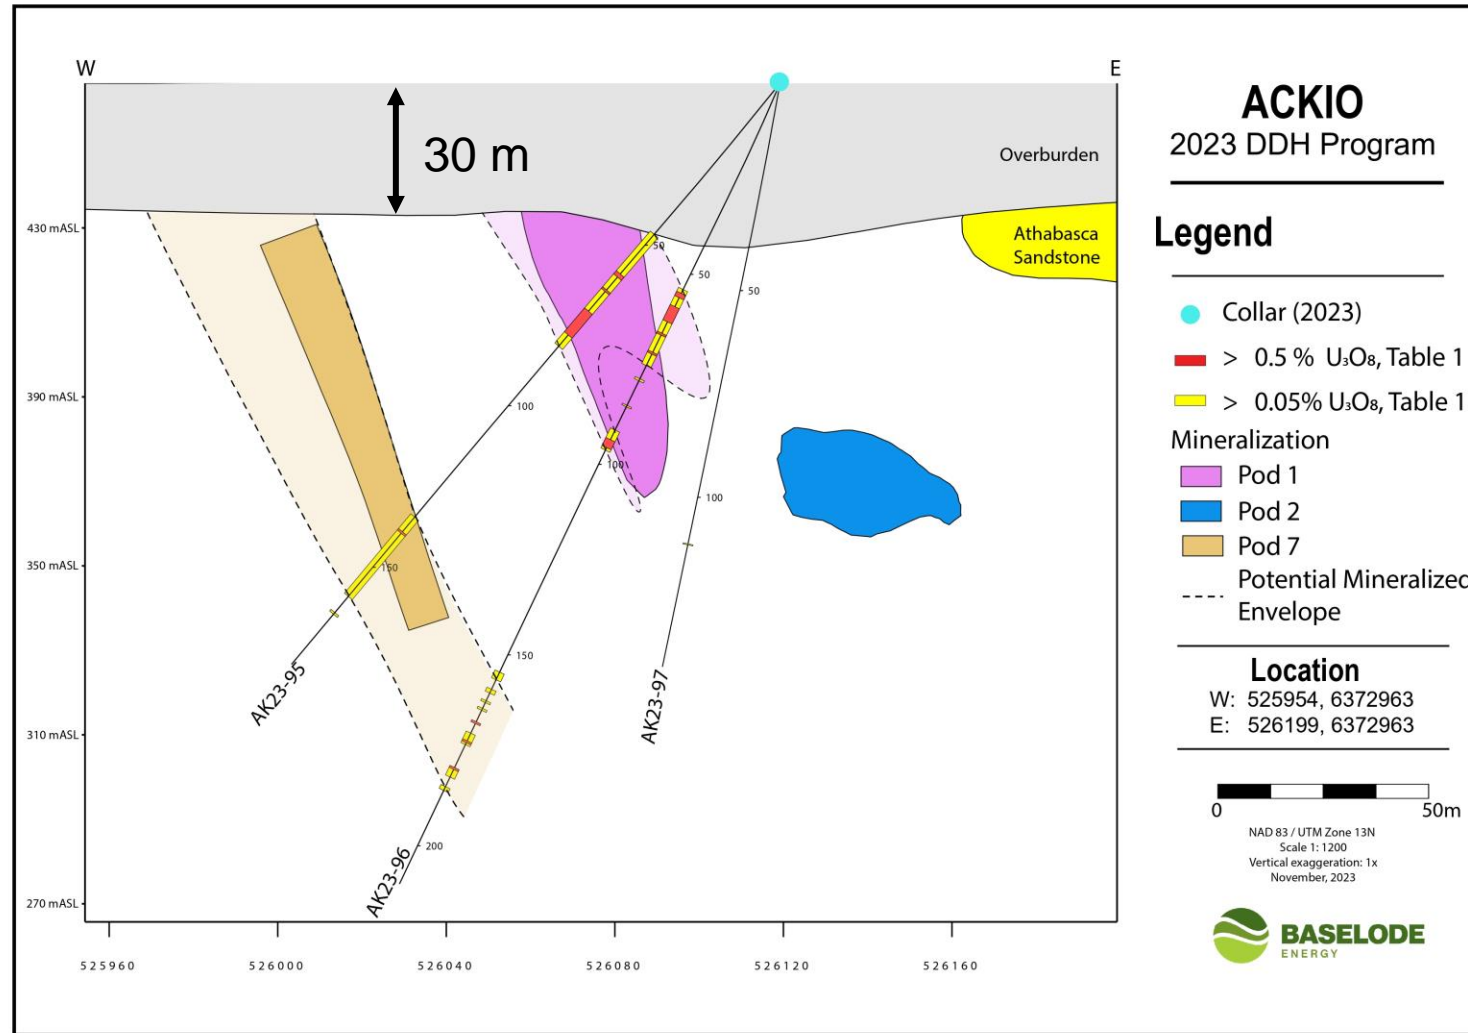 W
E
30 m
Overburden
Athabasca
Sandstone
430 mASL
390 mASL
350 mASL
310 mASL
270 mASL
50
50
50
100
100
100
150
150
200
AK23-95
AK23-96
AK23-97
525960
526000
526040
526080
526120
526160
ACKIO
2023 DDH Program
Legend
Collar (2023)
> 0.5 % U₃O₈, Table 1
> 0.05% U₃O₈, Table 1
Mineralization
Pod 1
Pod 2
Pod 7
Potential Mineralized
Envelope
Location
W: 525954, 6372963
E: 526199, 6372963
0 50m
NAD 83 / UTM Zone 13N
Scale 1: 1200
Vertical exaggeration: 1x
November, 2023
BASELODE
ENERGY